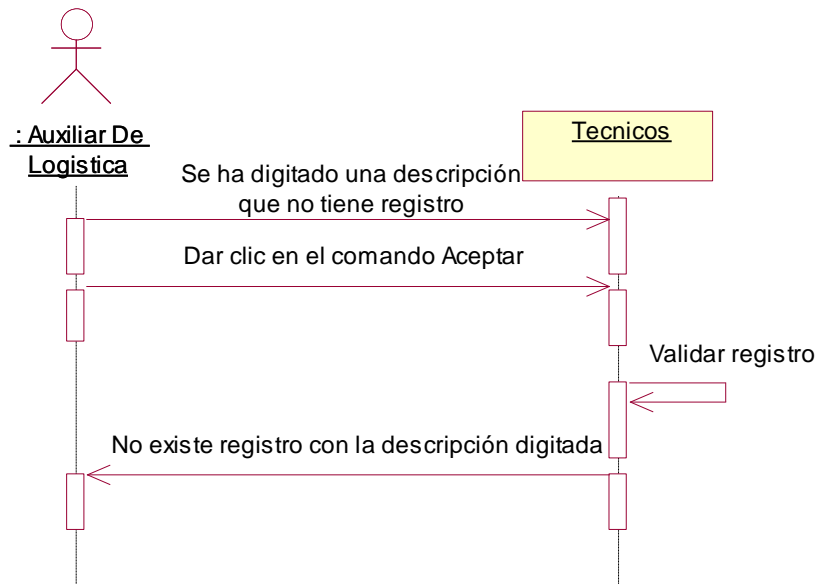 : Auxiliar De
Logistica
Tecnicos
Se ha digitado una descripción
que no tiene registro
Dar clic en el comando Aceptar
Validar registro
No existe registro con la descripción digitada